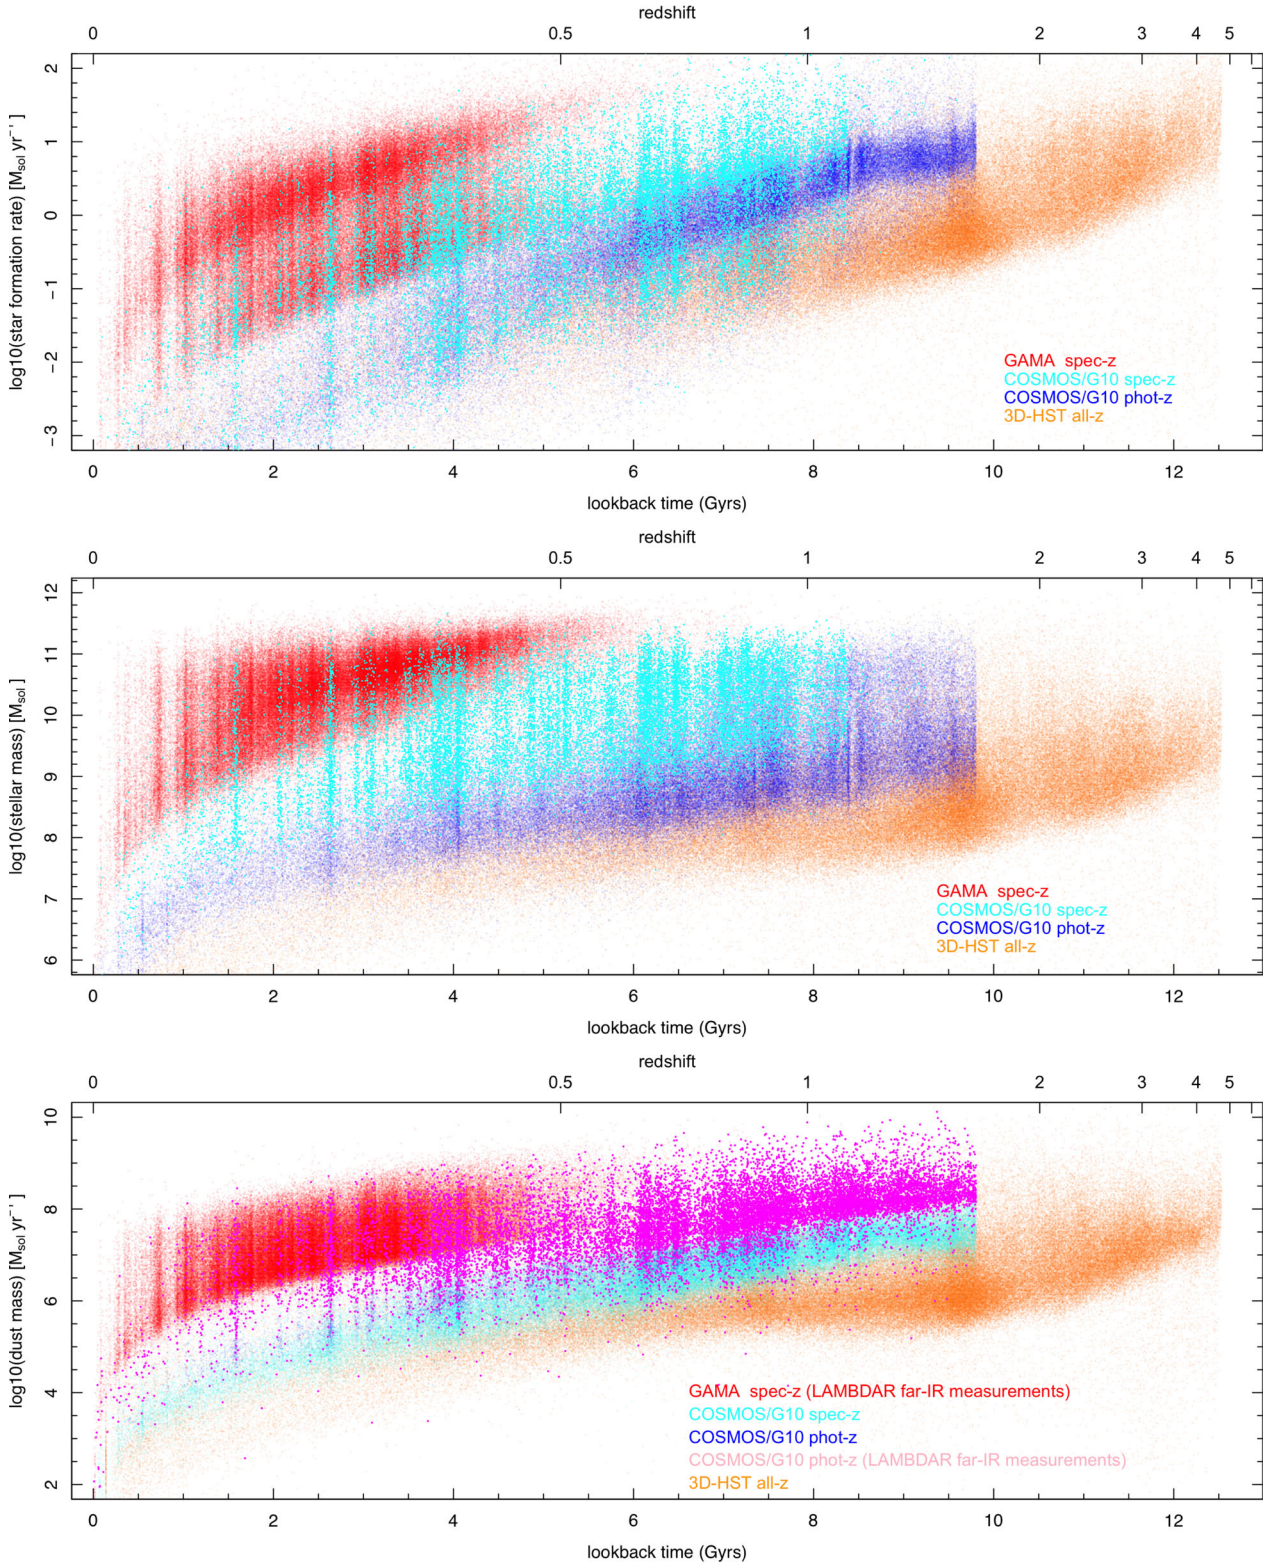 redshift
0 0.5 1 2 3 4 5
log10(star formation rate) [Msol yr⁻¹ ]
2
1
0
−1
−2
−3
GAMA spec-z
COSMOS/G10 spec-z
COSMOS/G10 phot-z
3D-HST all-z
0 2 4 6 8 10 12
lookback time (Gyrs)
redshift
0 0.5 1 2 3 4 5
log10(stellar mass) [Msol]
12
11
10
9
8
7
6
GAMA spec-z
COSMOS/G10 spec-z
COSMOS/G10 phot-z
3D-HST all-z
0 2 4 6 8 10 12
lookback time (Gyrs)
redshift
0 0.5 1 2 3 4 5
log10(dust mass) [Msol yr⁻¹ ]
10
8
6
4
2
GAMA spec-z (LAMBDAR far-IR measurements)
COSMOS/G10 spec-z
COSMOS/G10 phot-z
COSMOS/G10 phot-z (LAMBDAR far-IR measurements)
3D-HST all-z
0 2 4 6 8 10 12
lookback time (Gyrs)